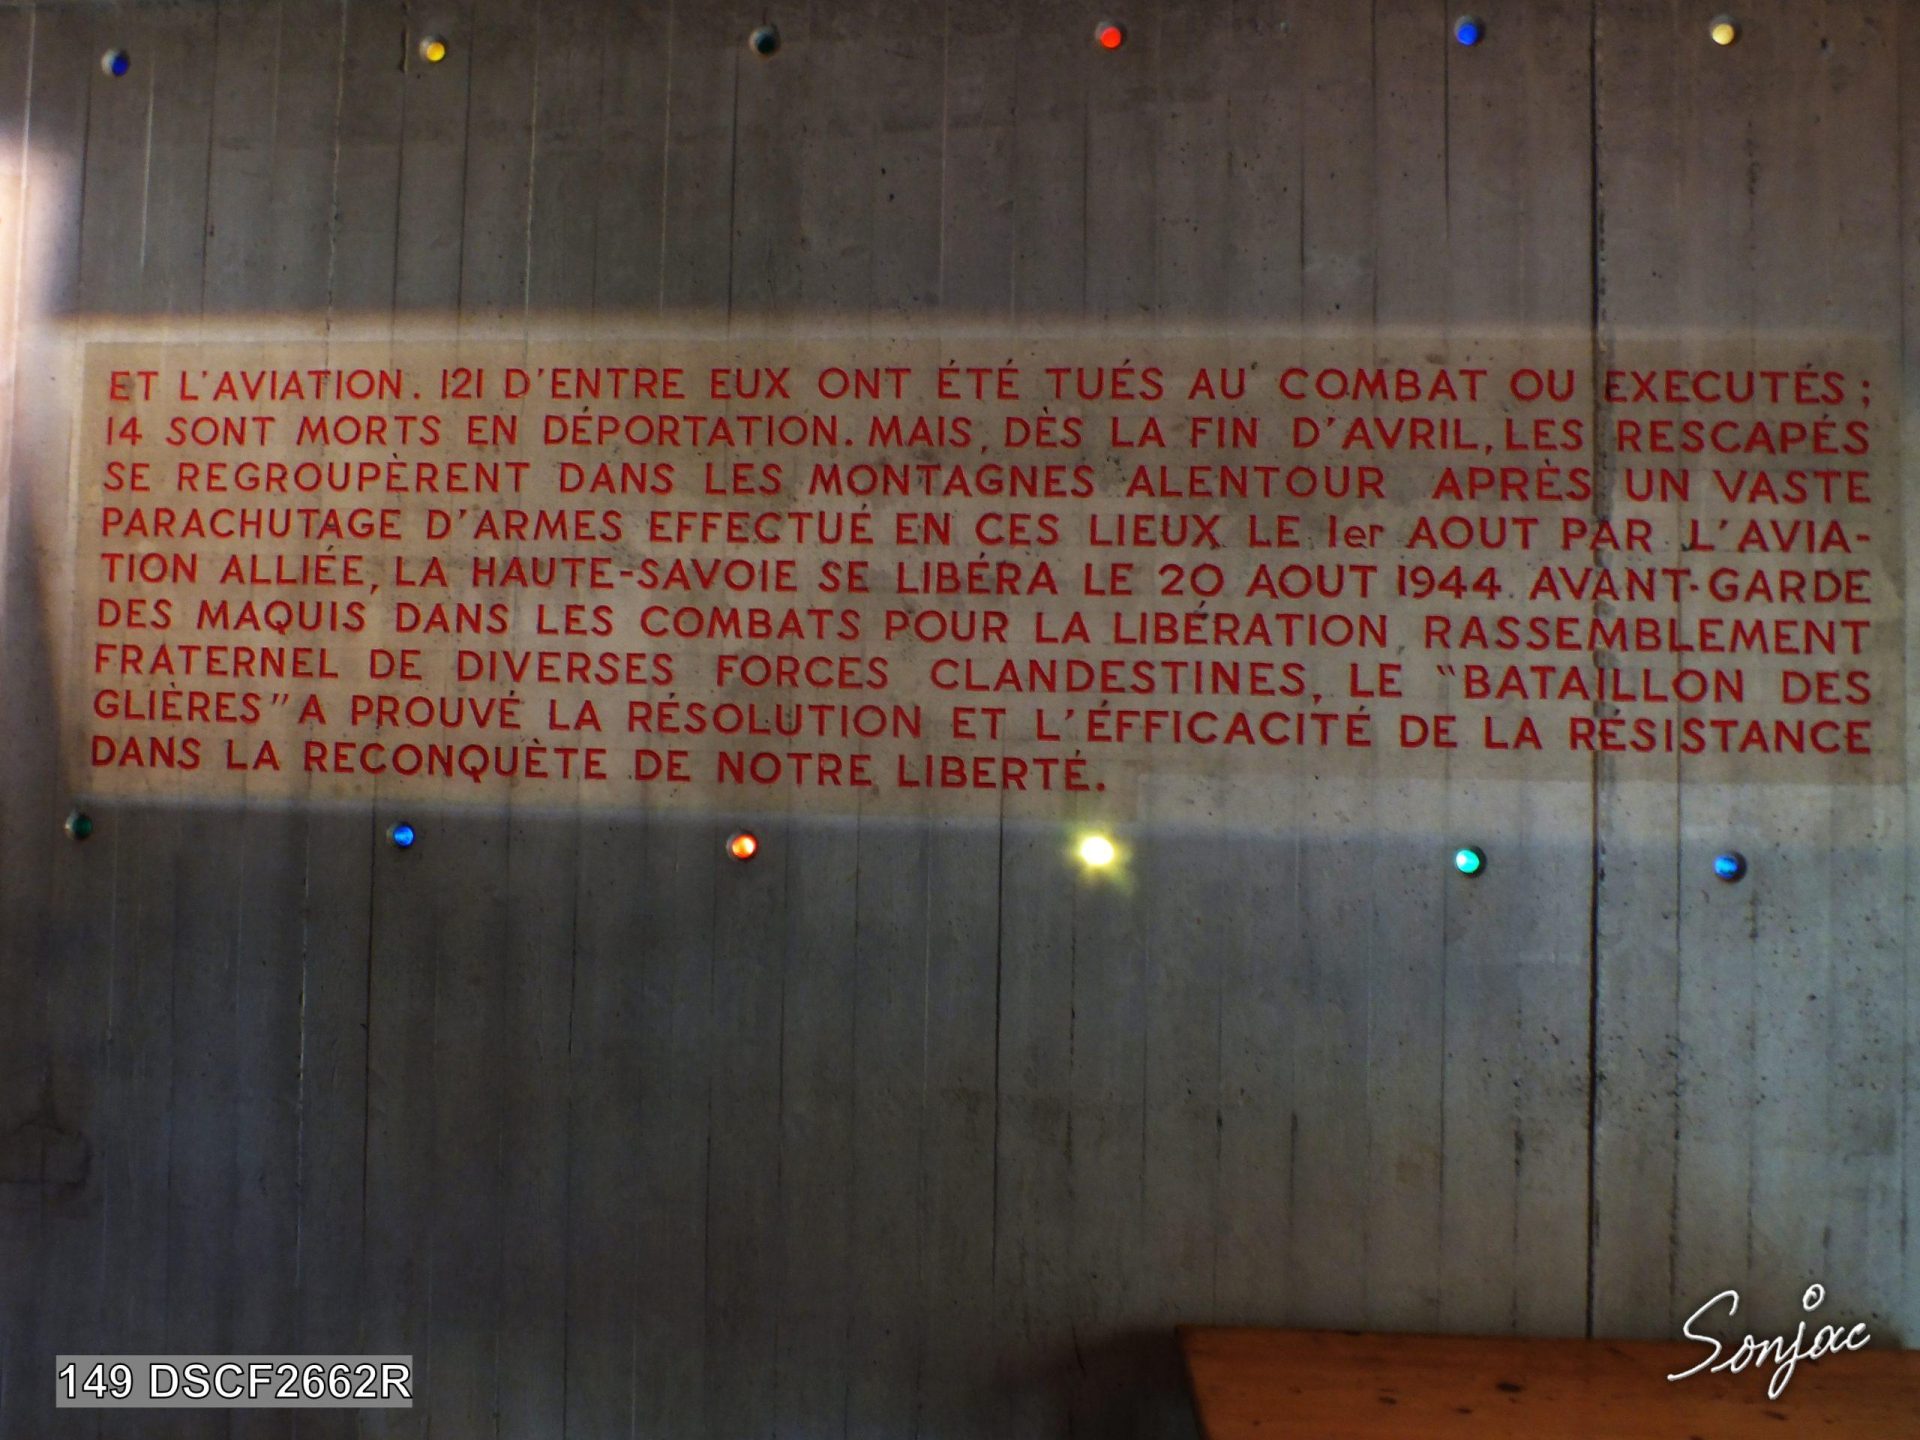 ET L'AVIATION. 121 D'ENTRE EUX ONT ÉTÉ TUÉS AU COMBAT OU EXECUTÉS ;
14 SONT MORTS EN DÉPORTATION. MAIS, DÈS LA FIN D'AVRIL, LES RESCAPÉS
SE REGROUPÈRENT DANS LES MONTAGNES ALENTOUR APRÈS UN VASTE
PARACHUTAGE D'ARMES EFFECTUÉ EN CES LIEUX LE 1er AOUT PAR L'AVIA-
TION ALLIÉE, LA HAUTE-SAVOIE SE LIBÉRA LE 20 AOUT 1944. AVANT-GARDE
DES MAQUIS DANS LES COMBATS POUR LA LIBÉRATION, RASSEMBLEMENT
FRATERNEL DE DIVERSES FORCES CLANDESTINES, LE "BATAILLON DES
GLIÈRES" A PROUVÉ LA RÉSOLUTION ET L'ÉFFICACITÉ DE LA RÉSISTANCE
DANS LA RECONQUÈTE DE NOTRE LIBERTÉ.
149 DSCF2662R
Sonjac